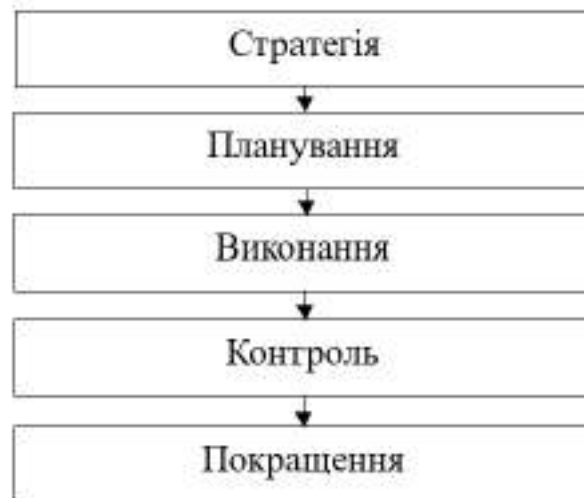 Стратегія
Планування
Виконання
Контроль
Покращення